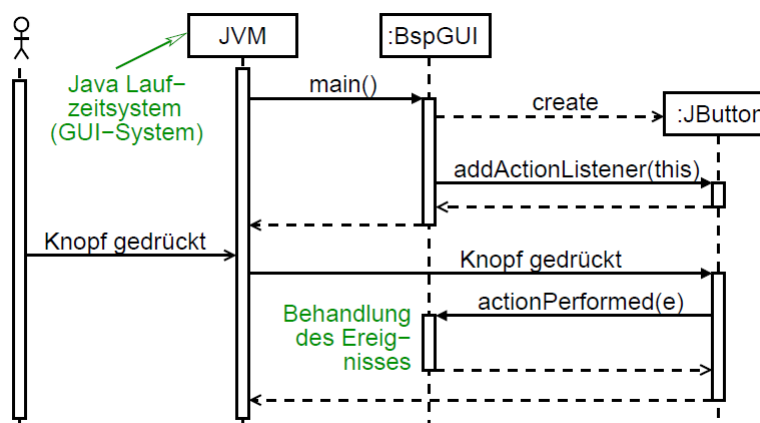 JVM
:BspGUI
Java Lauf-
zeitsystem
(GUI-System)
main()
create
:JButton
addActionListener(this)
Knopf gedrückt
Knopf gedrückt
actionPerformed(e)
Behandlung
des Ereig-
nisses